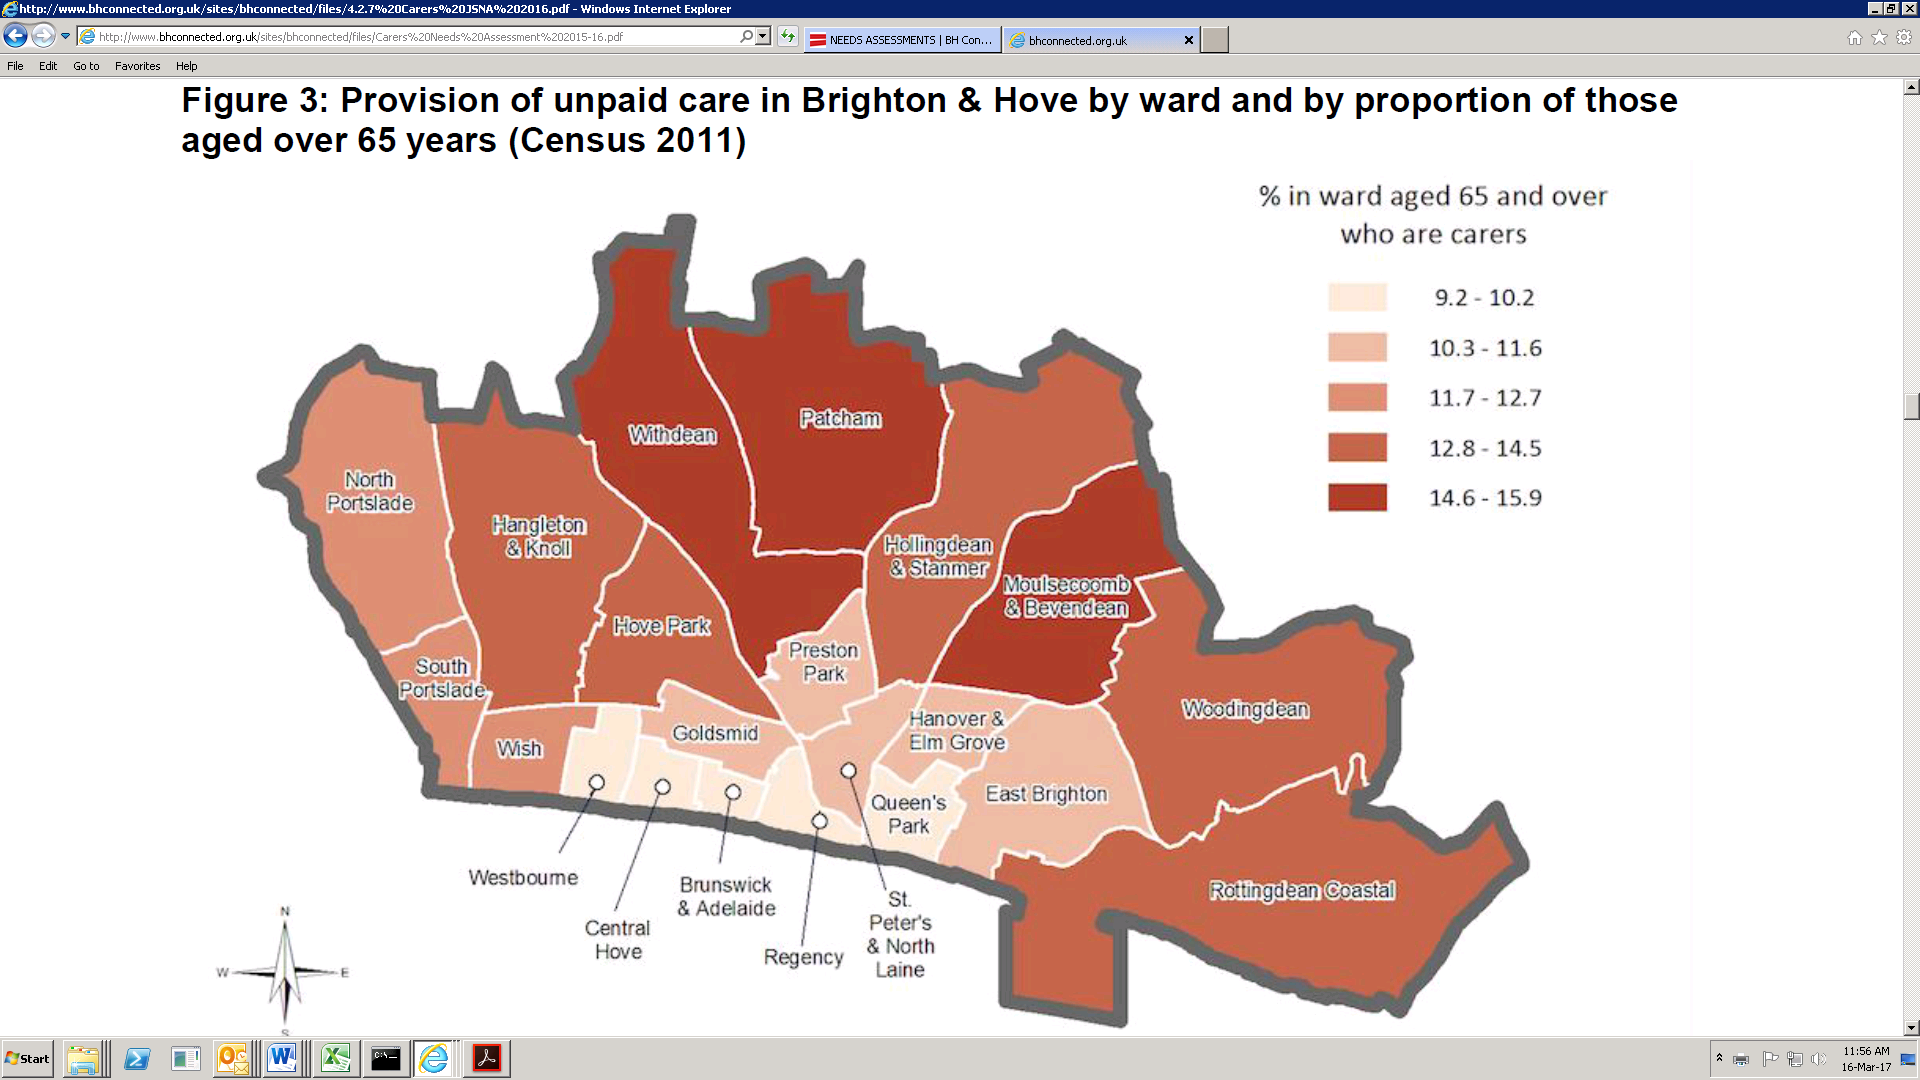 http://www.bhconnected.org.uk/sites/bhconnected/files/4.2.7%20Carers%20JSNA%202016.pdf - Windows Internet Explorer
http://www.bhconnected.org.uk/sites/bhconnected/files/Carers%20Needs%20Assessment%202015-16.pdf
NEEDS ASSESSMENTS | BH Con...
bhconnected.org.uk
File Edit Go to Favorites Help
Figure 3: Provision of unpaid care in Brighton & Hove by ward and by proportion of those
aged over 65 years (Census 2011)
% in ward aged 65 and over
who are carers
9.2 - 10.2
10.3 - 11.6
11.7 - 12.7
12.8 - 14.5
14.6 - 15.9
Withdean
Patcham
North
Portslade
Hangleton
& Knoll
Hollingdean
& Stanmer
Moulsecoomb
& Bevendean
Hove Park
Preston
Park
South
Portslade
Woodingdean
Wish
Goldsmid
Hanover &
Elm Grove
Queen's
Park
East Brighton
Rottingdean Coastal
Westbourne
Central
Hove
Brunswick
& Adelaide
Regency
St.
Peter's
& North
Laine
N
W
E
S
Start
C:\_
11:56 AM
16-Mar-17